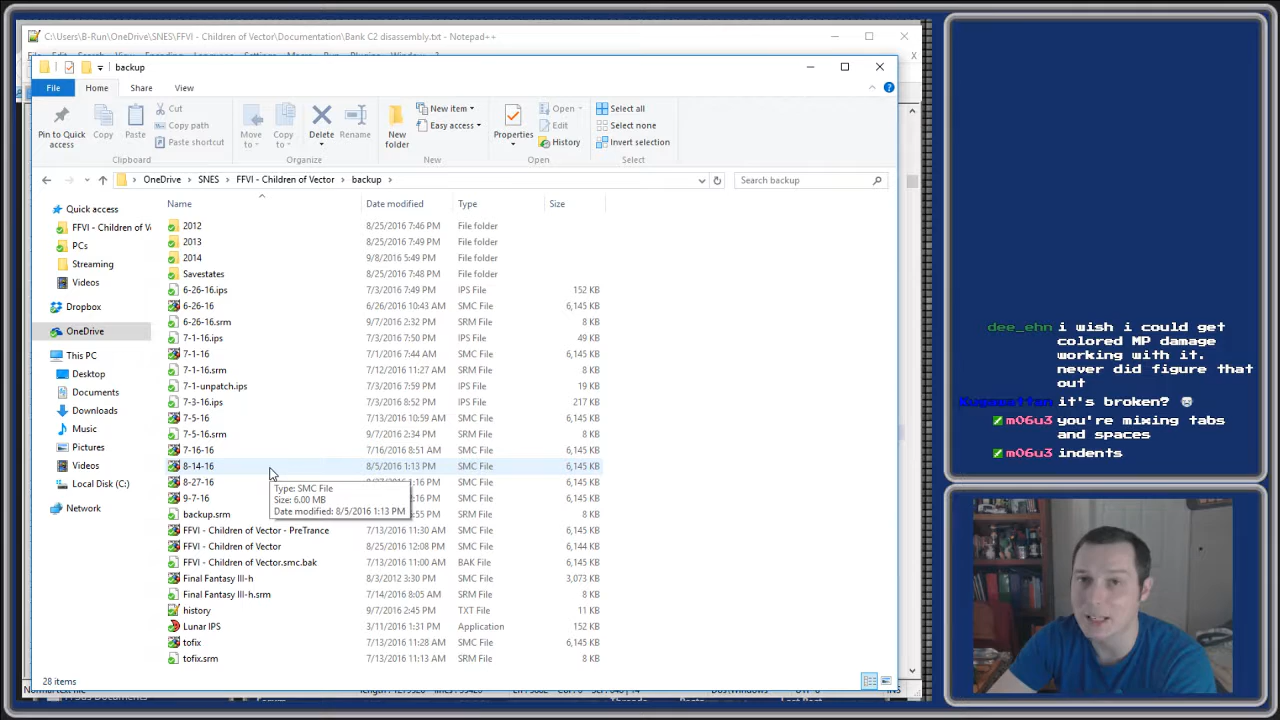 C:\Users\B-Run\OneDrive\SNES\FFVI - Children of Vector\Documentation\Bank C2 disassembly.txt - Notepad++
backup
File Home Share View
Pin to Quick access
Copy
Paste
Cut
Copy path
Paste shortcut
Clipboard
Move to
Copy to
Delete
Rename
Organize
New folder
New item
Easy access
New
Properties
Open
Edit
History
Open
Select all
Select none
Invert selection
Select
OneDrive SNES FFVI - Children of Vector backup
Search backup
Quick access
FFVI - Children of V
PCs
Streaming
Videos
Dropbox
OneDrive
This PC
Desktop
Documents
Downloads
Music
Pictures
Videos
Local Disk (C:)
Network
Name Date modified Type Size
2012 8/25/2016 7:46 PM File folder
2013 8/25/2016 7:49 PM File folder
2014 9/8/2016 5:49 PM File folder
Savestates 8/25/2016 7:48 PM File folder
6-26-16.ips 7/3/2016 7:49 PM IPS File 152 KB
6-26-16 6/26/2016 10:43 AM SMC File 6,145 KB
6-26-16.srm 9/7/2016 2:32 PM SRM File 8 KB
7-1-16.ips 7/3/2016 7:50 PM IPS File 49 KB
7-1-16 7/1/2016 7:44 AM SMC File 6,145 KB
7-1-16.srm 7/12/2016 11:27 AM SRM File 8 KB
7-1-unpatch.ips 7/3/2016 7:59 PM IPS File 19 KB
7-3-16.ips 7/3/2016 8:52 PM IPS File 217 KB
7-5-16 7/13/2016 10:59 AM SMC File 6,145 KB
7-5-16.srm 9/7/2016 2:34 PM SRM File 8 KB
7-16-16 7/16/2016 8:51 AM SMC File 6,145 KB
8-14-16 8/5/2016 1:13 PM SMC File 6,145 KB
8-27-16 :16 PM SMC File 6,145 KB
9-7-16 :16 PM SMC File 6,145 KB
Type: SMC File
Size: 6.00 MB
Date modified: 8/5/2016 1:13 PM
backup.srm PM SRM File 8 KB
FFVI - Children of Vector - PreTrance 7/13/2016 11:30 AM SMC File 6,145 KB
FFVI - Children of Vector 8/25/2016 12:08 PM SMC File 6,144 KB
FFVI - Children of Vector.smc.bak 7/13/2016 11:00 AM BAK File 6,145 KB
Final Fantasy III-h 8/3/2012 3:30 PM SMC File 3,073 KB
Final Fantasy III-h.srm 7/14/2016 8:05 AM SRM File 8 KB
history 9/7/2016 2:45 PM TXT File 11 KB
Lunar IPS 3/11/2016 1:31 PM Application 152 KB
tofix 7/13/2016 11:28 AM SMC File 6,145 KB
tofix.srm 7/13/2016 11:13 AM SRM File 8 KB
28 items
dee_ehn i wish i could get
colored MP damage
working with it.
never did figure that
out
it's broken?
m06u3 you're mixing tabs
and spaces
m06u3 indents